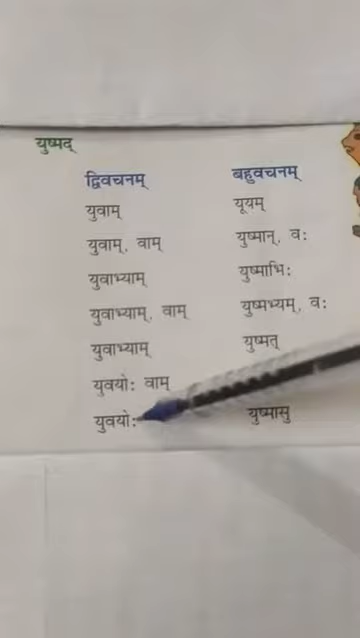 युष्मद्
द्विवचनम् बहुवचनम्
युवाम् यूयम्
युवाम्, वाम् युष्मान्, वः
युवाभ्याम् युष्माभिः
युवाभ्याम्, वाम् युष्मभ्यम्, वः
युवाभ्याम् युष्मत्
युवयोः वाम्
युवयोः युष्मासु